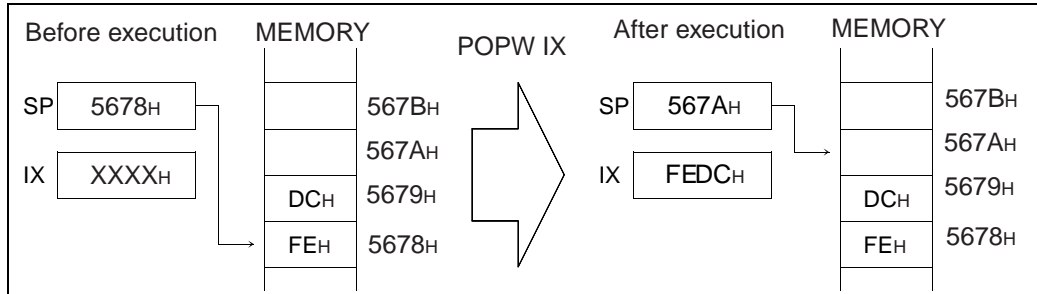 Before execution
MEMORY
SP
5678H
IX
XXXXH
567BH
567AH
DCH
5679H
FEH
5678H
POPW IX
After execution
MEMORY
SP
567AH
IX
FEDCH
567BH
567AH
DCH
5679H
FEH
5678H